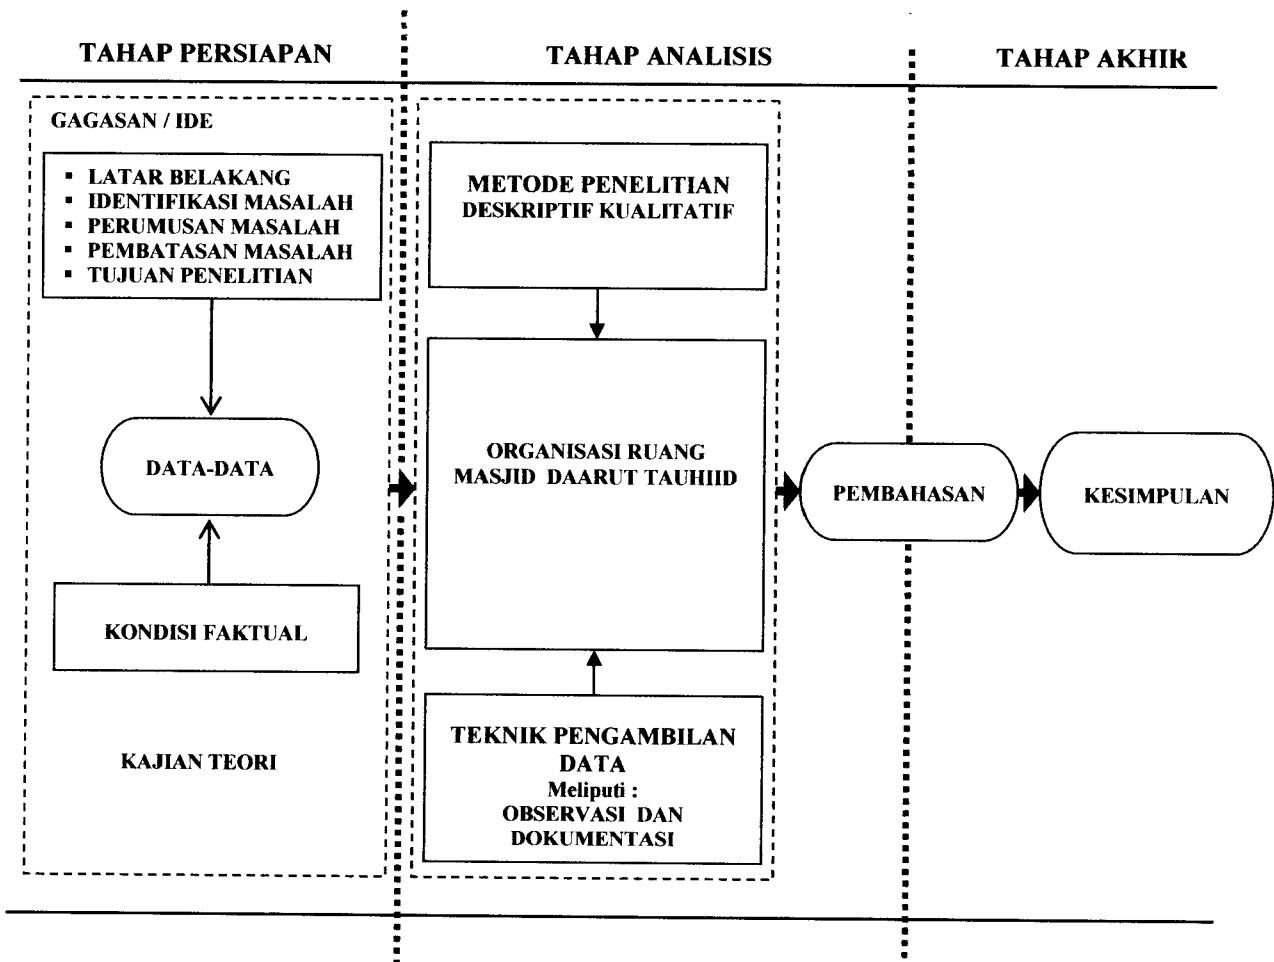 TAHAP PERSIAPAN
TAHAP ANALISIS
TAHAP AKHIR
GAGASAN / IDE
▪ LATAR BELAKANG
▪ IDENTIFIKASI MASALAH
▪ PERUMUSAN MASALAH
▪ PEMBATASAN MASALAH
▪ TUJUAN PENELITIAN
DATA-DATA
KONDISI FAKTUAL
KAJIAN TEORI
METODE PENELITIAN
DESKRIPTIF KUALITATIF
ORGANISASI RUANG
MASJID DAARUT TAUHIID
TEKNIK PENGAMBILAN
DATA
Meliputi :
OBSERVASI DAN
DOKUMENTASI
PEMBAHASAN
KESIMPULAN